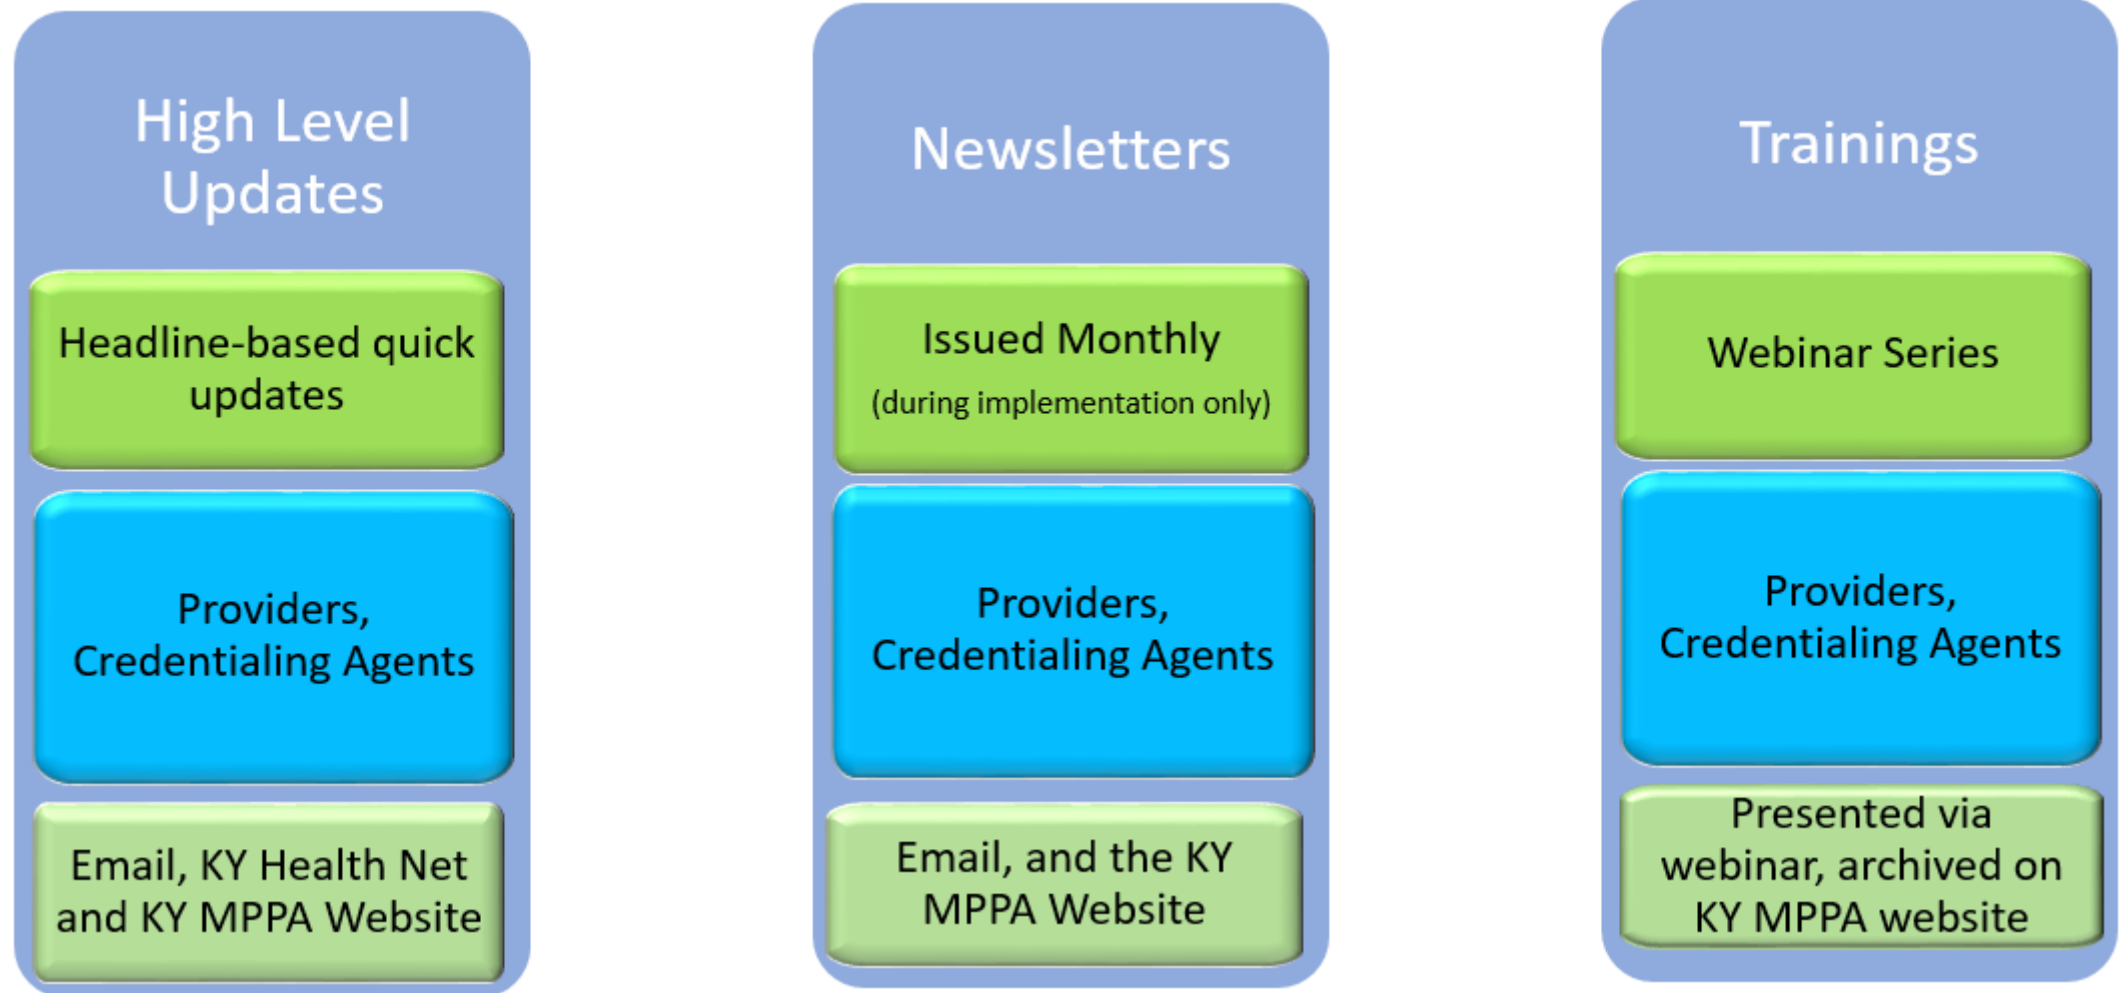 High Level
Updates
Headline-based quick
updates
Providers,
Credentialing Agents
Email, KY Health Net
and KY MPPA Website
Newsletters
Issued Monthly
(during implementation only)
Providers,
Credentialing Agents
Email, and the KY
MPPA Website
Trainings
Webinar Series
Providers,
Credentialing Agents
Presented via
webinar, archived on
KY MPPA website